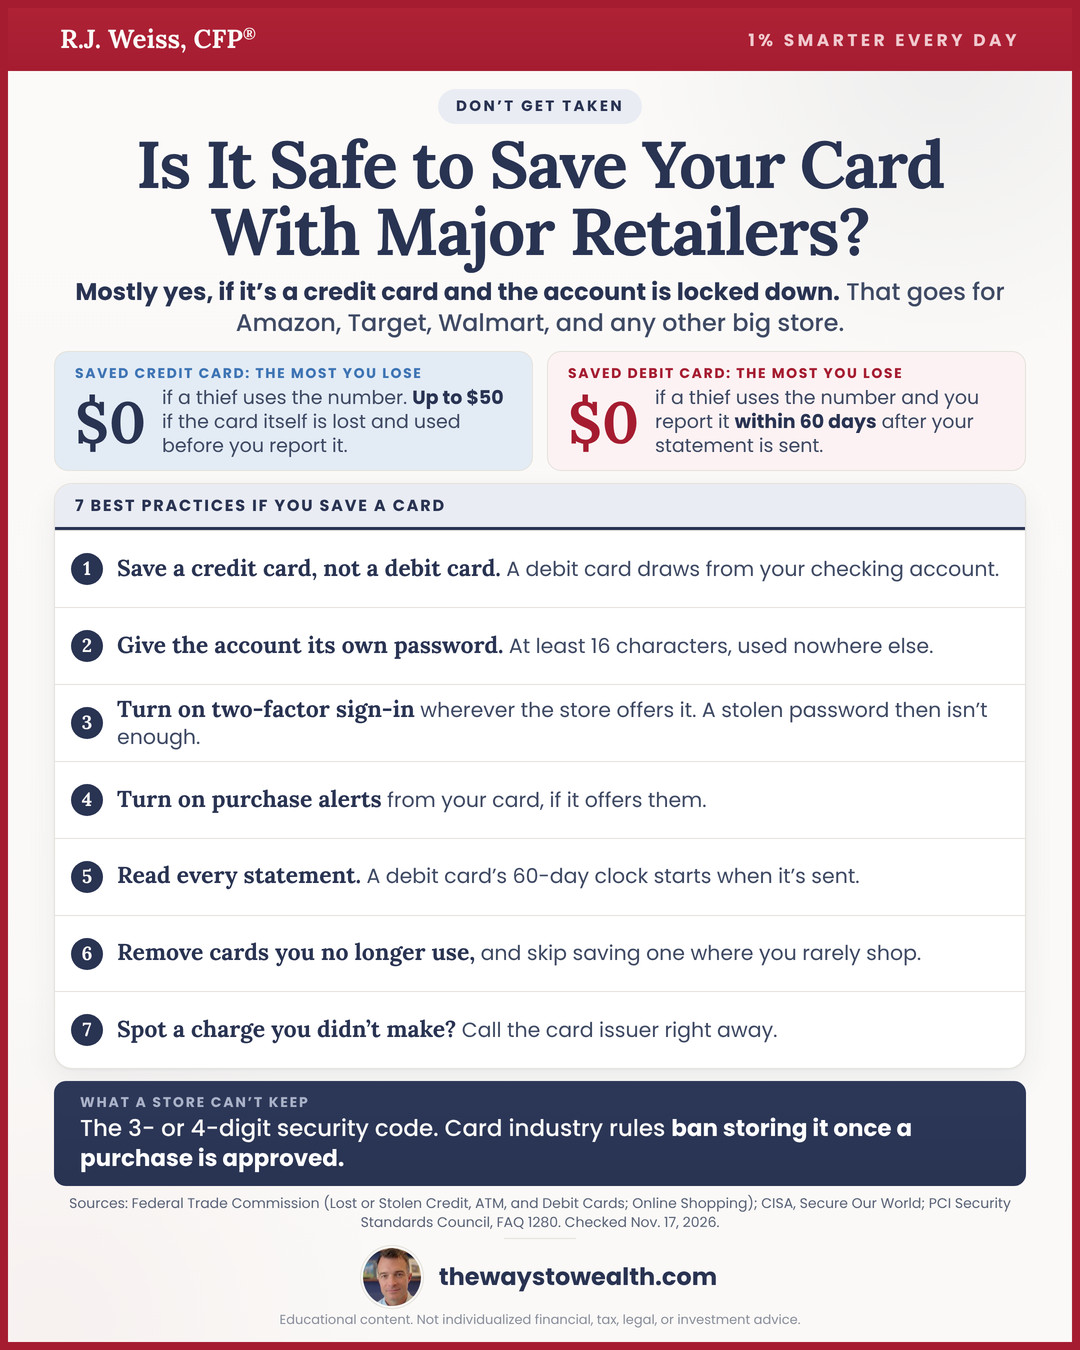 R.J. Weiss, CFP®
1% SMARTER EVERY DAY
DON’T GET TAKEN
Is It Safe to Save Your Card
With Major Retailers?
Mostly yes, if it’s a credit card and the account is locked down. That goes for
Amazon, Target, Walmart, and any other big store.
SAVED CREDIT CARD: THE MOST YOU LOSE
$0
if a thief uses the number. Up to $50
if the card itself is lost and used
before you report it.
SAVED DEBIT CARD: THE MOST YOU LOSE
$0
if a thief uses the number and you
report it within 60 days after your
statement is sent.
7 BEST PRACTICES IF YOU SAVE A CARD
1 Save a credit card, not a debit card. A debit card draws from your checking account.
2 Give the account its own password. At least 16 characters, used nowhere else.
3 Turn on two-factor sign-in wherever the store offers it. A stolen password then isn’t
enough.
4 Turn on purchase alerts from your card, if it offers them.
5 Read every statement. A debit card’s 60-day clock starts when it’s sent.
6 Remove cards you no longer use, and skip saving one where you rarely shop.
7 Spot a charge you didn’t make? Call the card issuer right away.
WHAT A STORE CAN’T KEEP
The 3- or 4-digit security code. Card industry rules ban storing it once a
purchase is approved.
Sources: Federal Trade Commission (Lost or Stolen Credit, ATM, and Debit Cards; Online Shopping); CISA, Secure Our World; PCI Security
Standards Council, FAQ 1280. Checked Nov. 17, 2026.
thewaystowealth.com
Educational content. Not individualized financial, tax, legal, or investment advice.